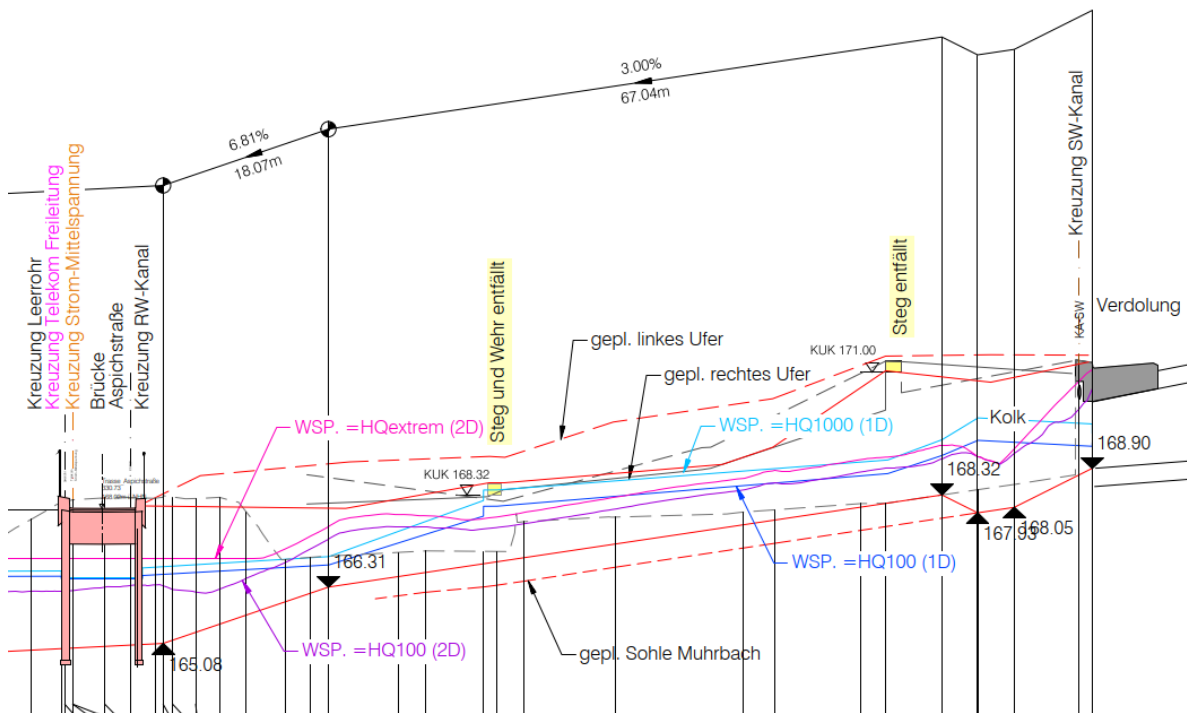 3.00%
67.04m
6.81%
18.07m
Kreuzung Leerrohr
Kreuzung Telekom Freileitung
Kreuzung Strom-Mittelspannung
Brücke
Aspichstraße
Kreuzung RW-Kanal
Steg und Wehr entfällt
Steg entfällt
Kreuzung SW-Kanal
KA-SW
Verdolung
gepl. linkes Ufer
KUK 171.00
gepl. rechtes Ufer
WSP. =HQextrem (2D)
WSP. =HQ1000 (1D)
Kolk
168.90
KUK 168.32
168.32
167.93
168.05
166.31
WSP. =HQ100 (1D)
WSP. =HQ100 (2D)
gepl. Sohle Muhrbach
165.08